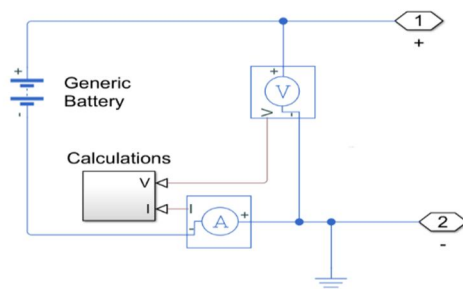 1
+
+
Generic
Battery
-
+
V
V
-
Calculations
V
I
I
-
A
+
2
-